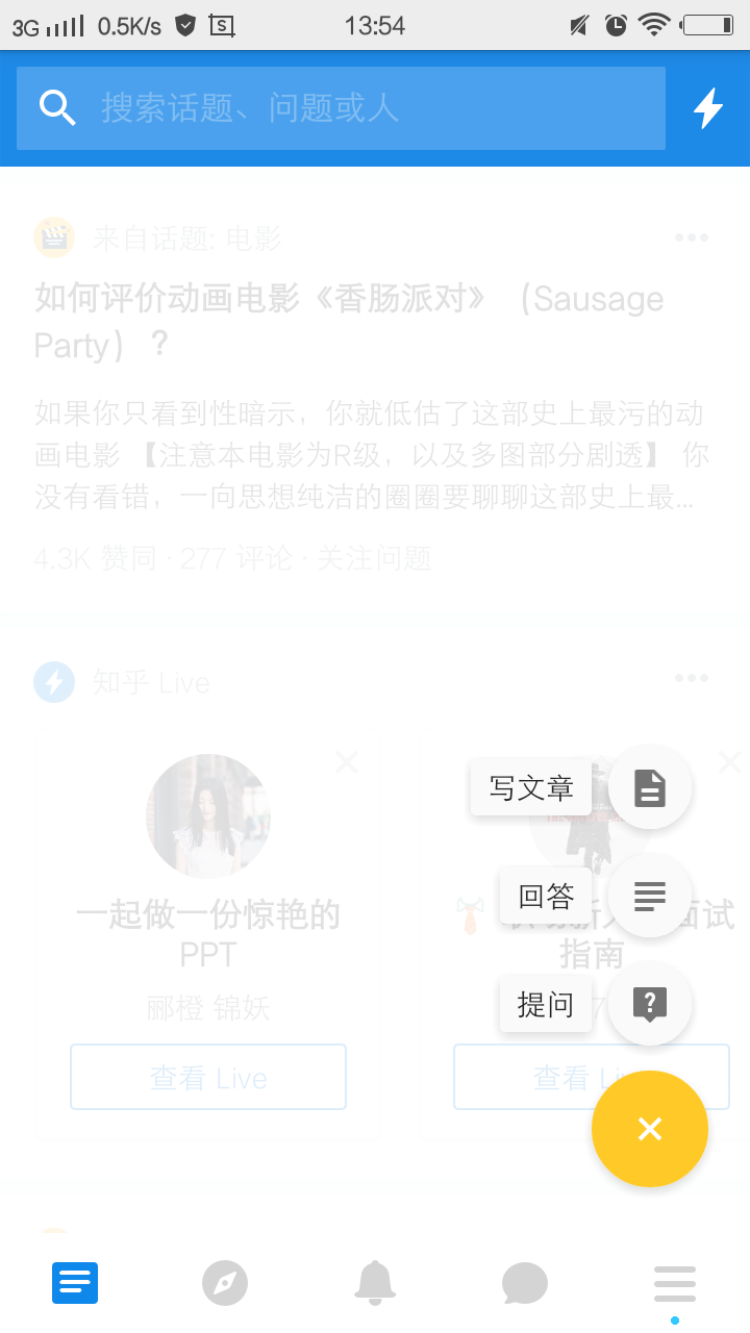 3G 0.5K/s 13:54
搜索话题、问题或人
来自话题: 电影
如何评价动画电影《香肠派对》（Sausage
Party）？
如果你只看到性暗示，你就低估了这部史上最污的动
画电影 【注意本电影为R级，以及多图部分剧透】 你
没有看错，一向思想纯洁的圈圈要聊聊这部史上最...
4.3K 赞同 · 277 评论 · 关注问题
知乎 Live
一起做一份惊艳的
PPT
郦橙 锦妖
查看 Live
写文章
回答
面试
指南
提问
查看 Li